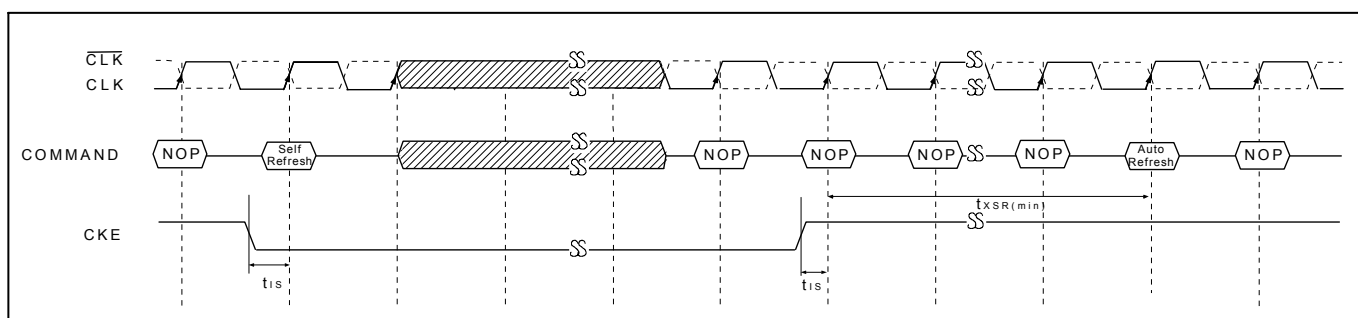 CLK
CLK
COMMAND NOP Self Refresh NOP NOP NOP NOP Auto Refresh NOP
tXSR(min)
CKE
tIS tIS